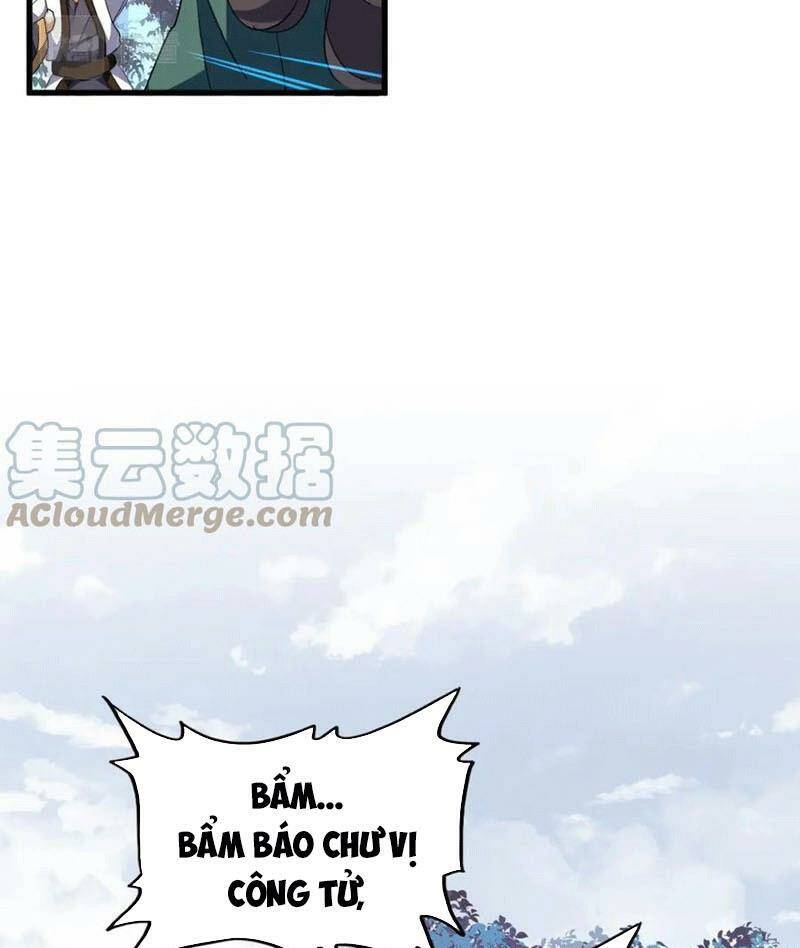 集云数据
ACloudMerge.com
BẨM...
BẨM BÁO CHƯ VỊ
CÔNG TỬ,